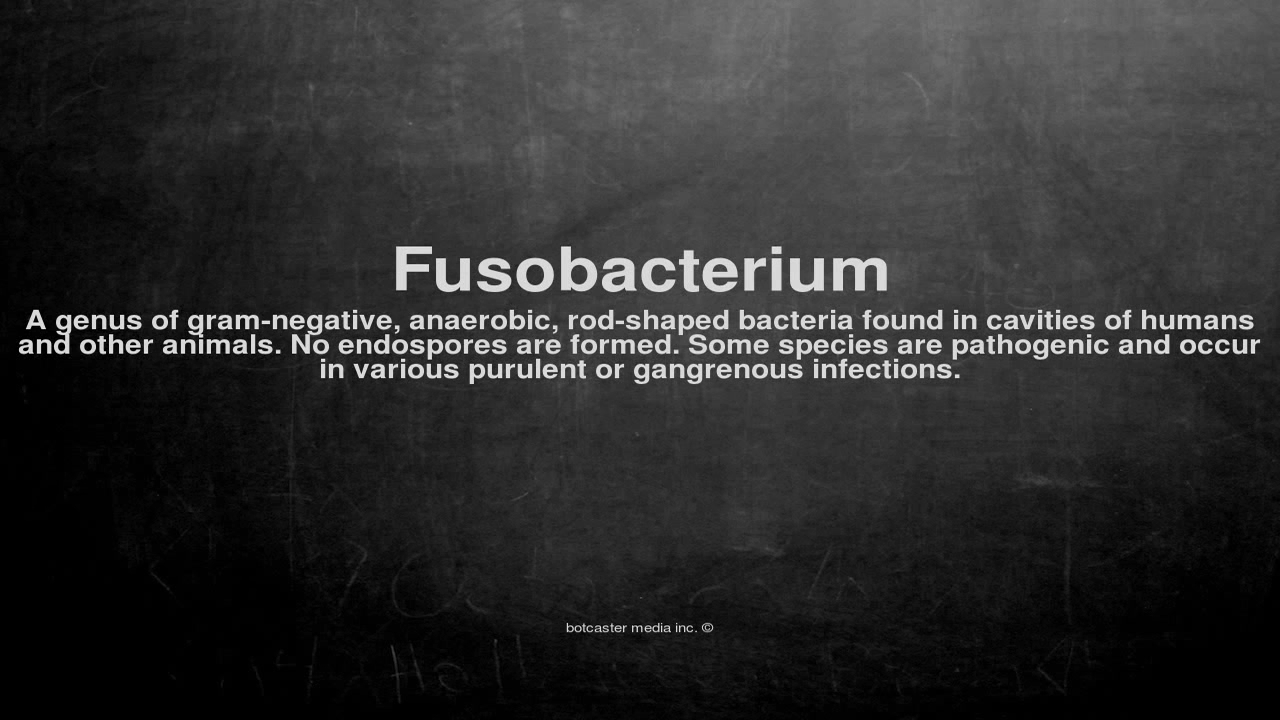 Fusobacterium
A genus of gram-negative, anaerobic, rod-shaped bacteria found in cavities of humans
and other animals. No endospores are formed. Some species are pathogenic and occur
in various purulent or gangrenous infections.
botcaster media inc. ©